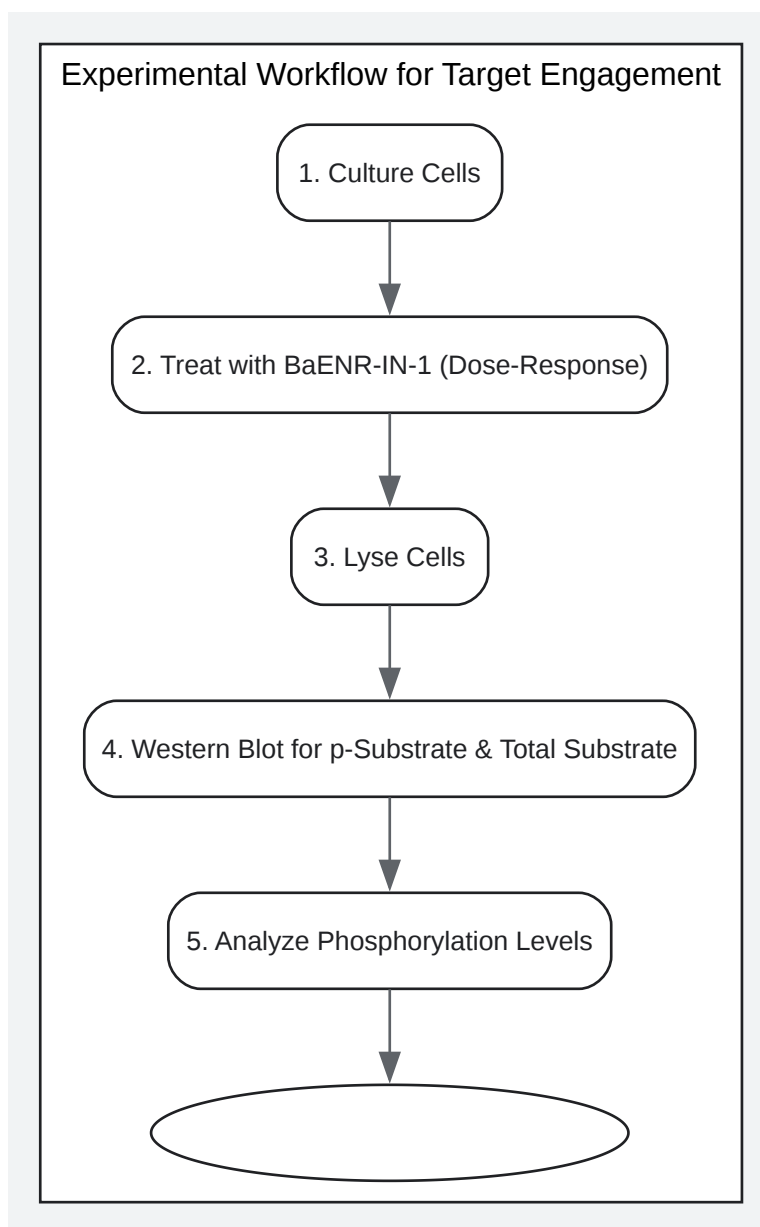 Experimental Workflow for Target Engagement
1. Culture Cells
2. Treat with BaENR-IN-1 (Dose-Response)
3. Lyse Cells
4. Western Blot for p-Substrate & Total Substrate
5. Analyze Phosphorylation Levels